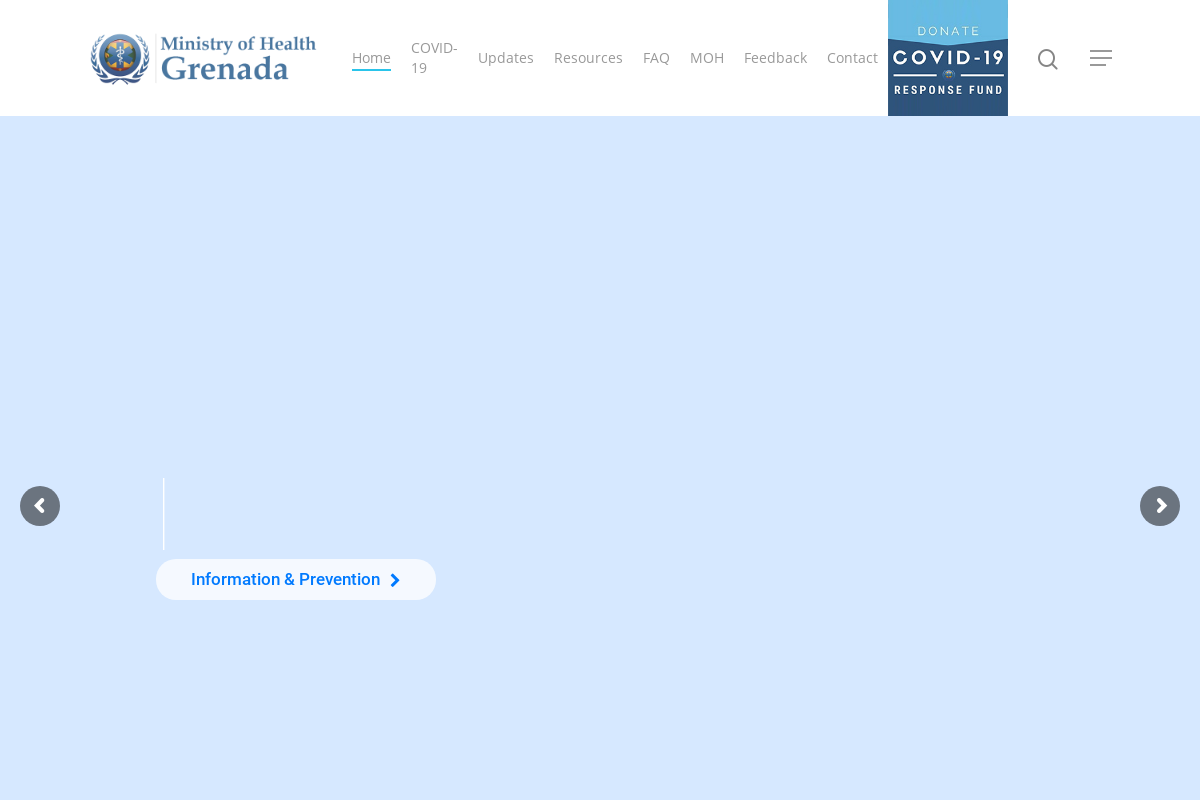 Ministry of Health
Grenada
Home
COVID-
19
Updates
Resources
FAQ
MOH
Feedback
Contact
DONATE
COVID-19
RESPONSE FUND
Information & Prevention